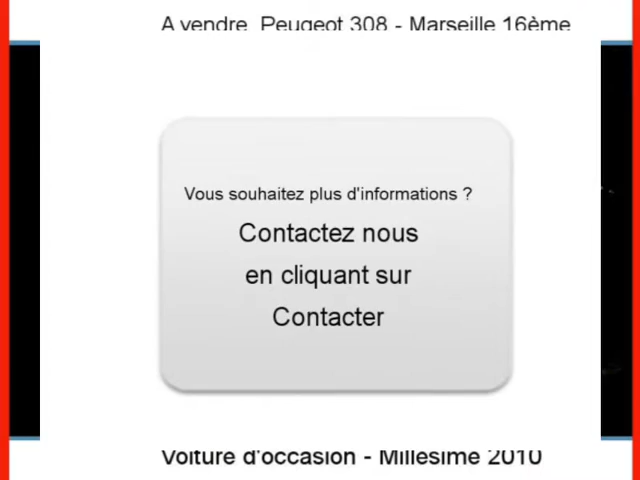 A vendre Peugeot 308 - Marseille 16ème
Vous souhaitez plus d'informations ?
Contactez nous
en cliquant sur
Contacter
Voiture d'occasion - Millesime 2010